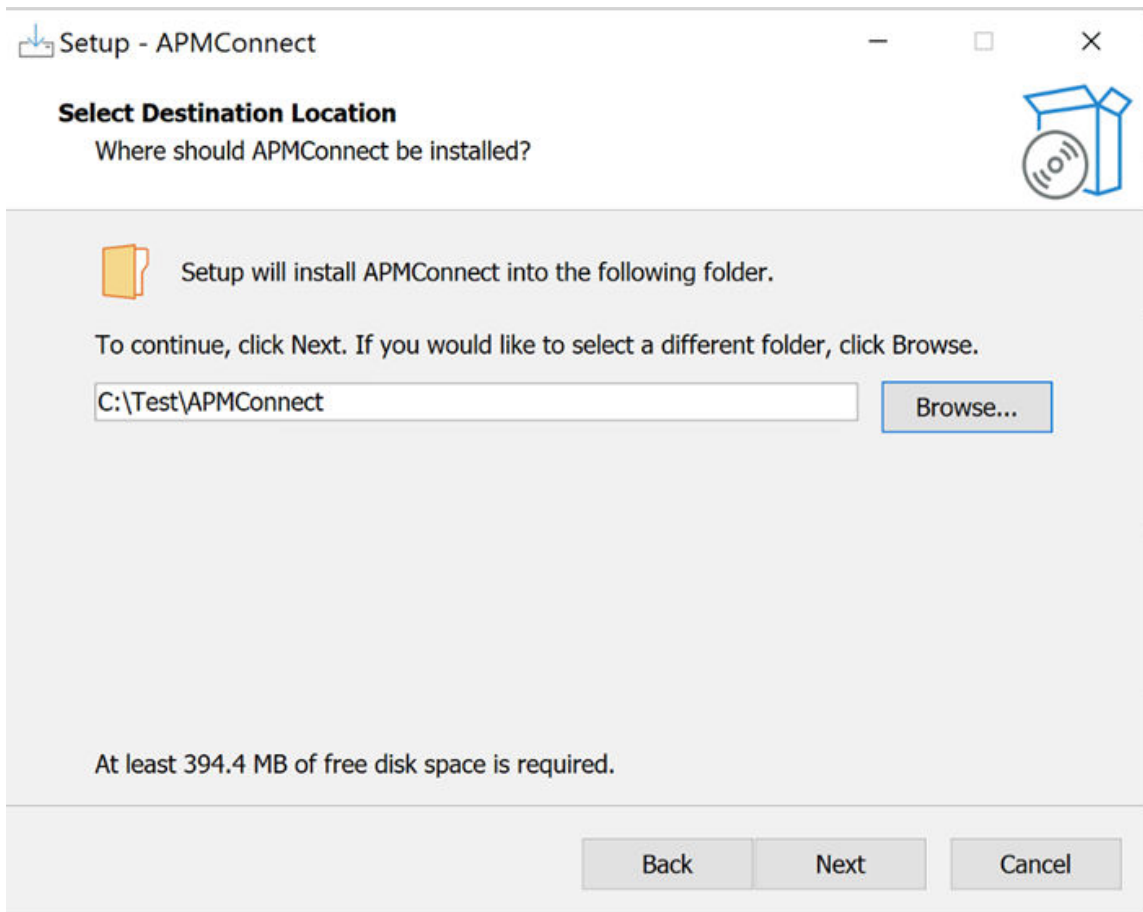 Setup - APMConnect
Select Destination Location
Where should APMConnect be installed?
Setup will install APMConnect into the following folder.
To continue, click Next. If you would like to select a different folder, click Browse.
C:\Test\APMConnect
Browse...
At least 394.4 MB of free disk space is required.
Back Next Cancel